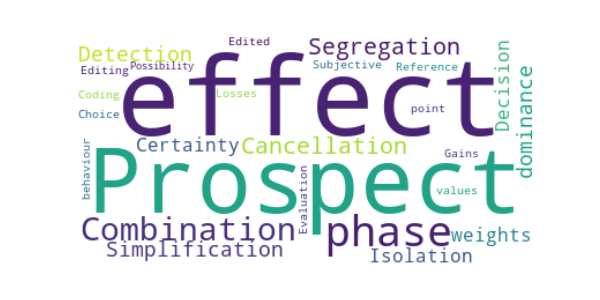 Edited
Segregation
Detection
Subjective
Reference
Editing
Possibility
effect
Decision
dominance
Coding
Losses
Choice
point
Certainty
Cancellation
Gains
behaviour
Prospect
Evaluation
values
Combination
phase
weights
Simplification
Isolation